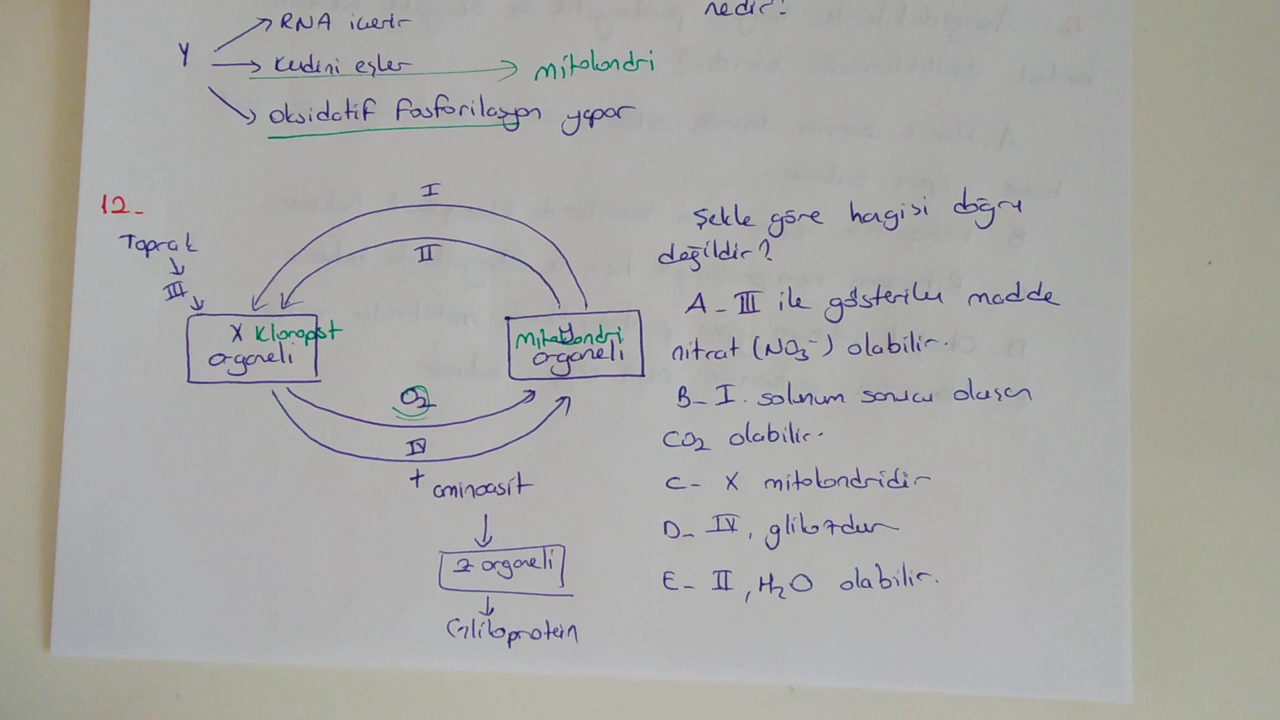 nedir?
RNA içerir
Y → Kendini eşler → mitokondri
oksidatif fosforilasyon yapar
12-
I
II
Toprak
III
X Kloroplst
organeli
mitokondri
organeli
O2
IV
+ aminoasit
Z organeli
Glikoprotein
Şekle göre hangisi doğru
değildir?
A - III ile gösterilen madde
nitrat (NO3-) olabilir.
B - I. solunum sonucu oluşan
CO2 olabilir.
C- X mitokondridir
D- IV, glikozdur
E- II, H2O olabilir.